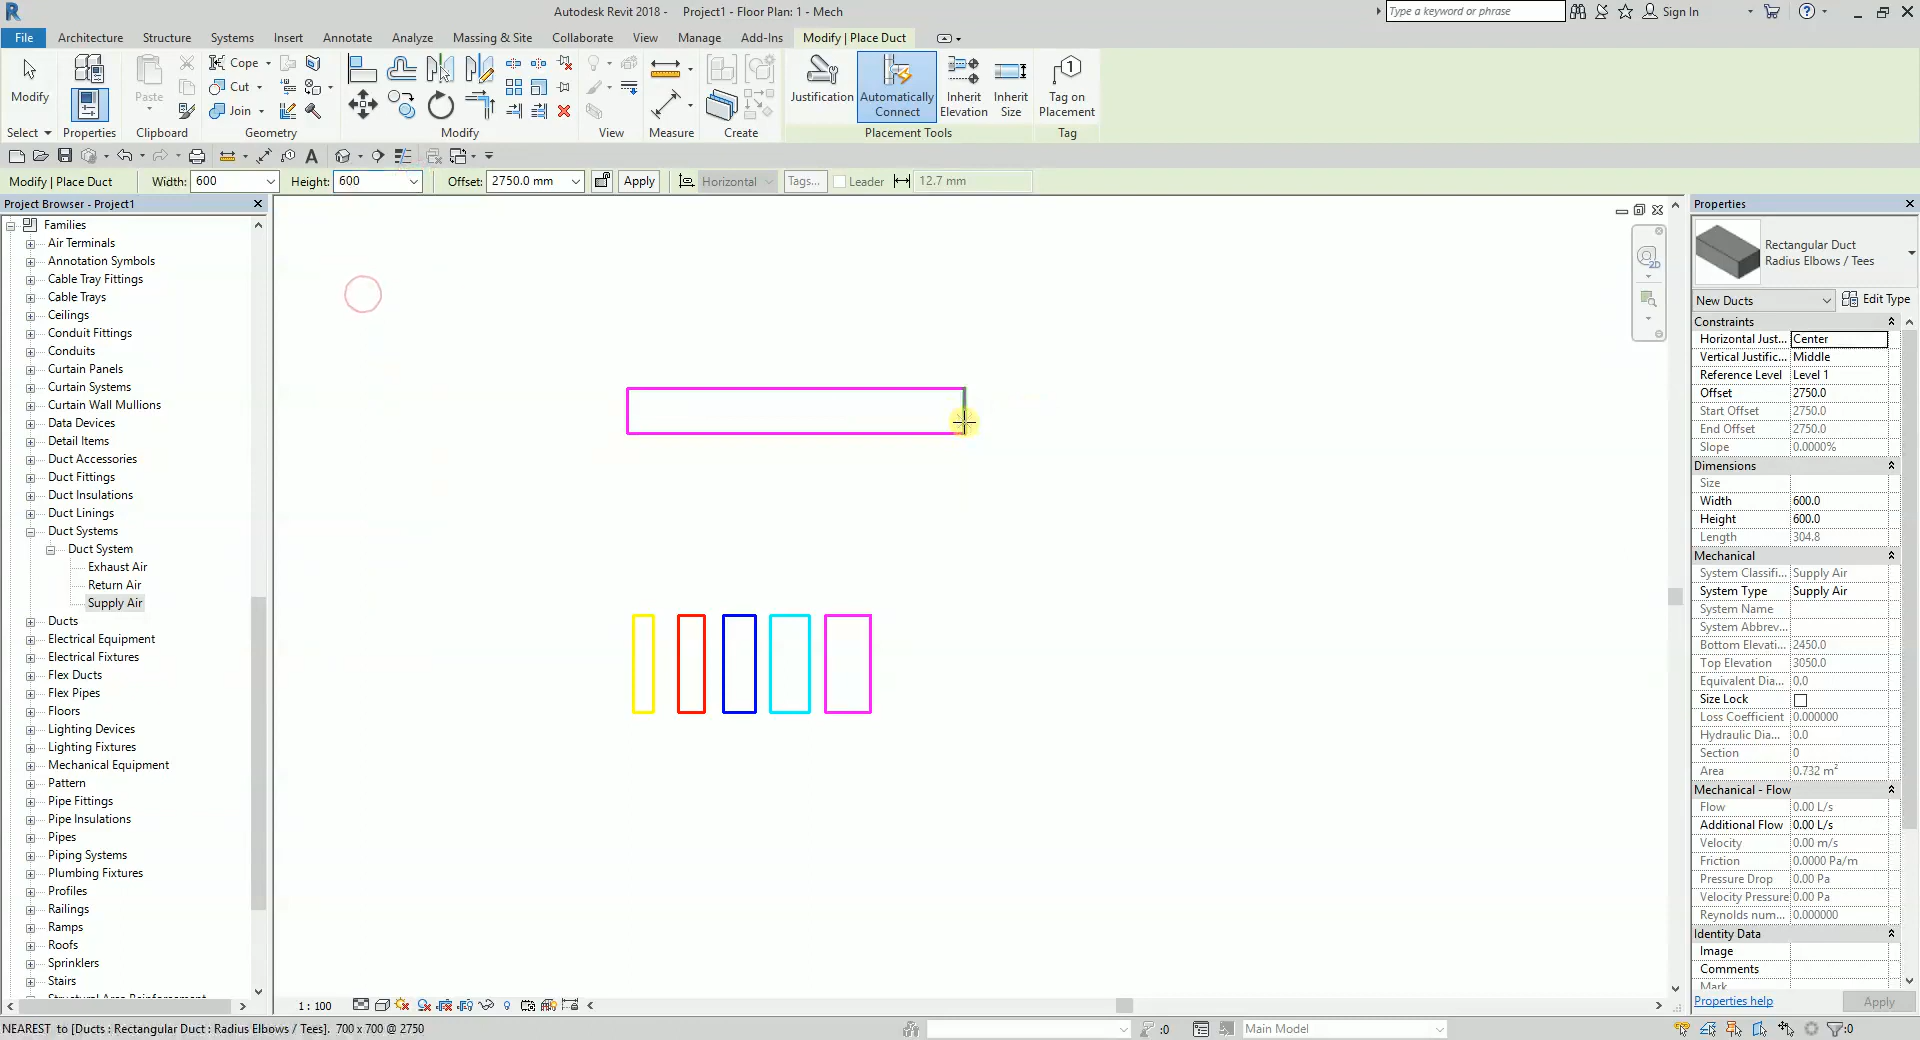 Autodesk Revit 2018 - Project1 - Floor Plan: 1 - Mech
Type a keyword or phrase
Sign In
File Architecture Structure Systems Insert Annotate Analyze Massing & Site Collaborate View Manage Add-Ins Modify | Place Duct
Modify
Paste
Cope
Cut
Join
Justification
Automatically Connect
Inherit Elevation
Inherit Size
Tag on Placement
Select Properties Clipboard Geometry Modify View Measure Create Placement Tools Tag
Modify | Place Duct Width: 600 Height: 600 Offset: 2750.0 mm Apply Horizontal Tags... Leader 12.7 mm
Project Browser - Project1
Families
Air Terminals
Annotation Symbols
Cable Tray Fittings
Cable Trays
Ceilings
Conduit Fittings
Conduits
Curtain Panels
Curtain Systems
Curtain Wall Mullions
Data Devices
Detail Items
Duct Accessories
Duct Fittings
Duct Insulations
Duct Linings
Duct Systems
Duct System
Exhaust Air
Return Air
Supply Air
Ducts
Electrical Equipment
Electrical Fixtures
Flex Ducts
Flex Pipes
Floors
Lighting Devices
Lighting Fixtures
Mechanical Equipment
Pattern
Pipe Fittings
Pipe Insulations
Pipes
Piping Systems
Plumbing Fixtures
Profiles
Railings
Ramps
Roofs
Sprinklers
Stairs
2D
Properties
Rectangular Duct
Radius Elbows / Tees
New Ducts Edit Type
Constraints
Horizontal Just... Center
Vertical Justific... Middle
Reference Level Level 1
Offset 2750.0
Start Offset 2750.0
End Offset 2750.0
Slope 0.0000%
Dimensions
Size
Width 600.0
Height 600.0
Length 304.8
Mechanical
System Classifi... Supply Air
System Type Supply Air
System Name
System Abbrev...
Bottom Elevati... 2450.0
Top Elevation 3050.0
Equivalent Dia... 0.0
Size Lock
Loss Coefficient 0.000000
Hydraulic Dia... 0.0
Section 0
Area 0.732 m²
Mechanical - Flow
Flow 0.00 L/s
Additional Flow 0.00 L/s
Velocity 0.00 m/s
Friction 0.0000 Pa/m
Pressure Drop 0.00 Pa
Velocity Pressure 0.00 Pa
Reynolds num... 0.000000
Identity Data
Image
Comments
Mark
Properties help Apply
1 : 100
NEAREST to [Ducts : Rectangular Duct : Radius Elbows / Tees]. 700 x 700 @ 2750
:0 Main Model :0